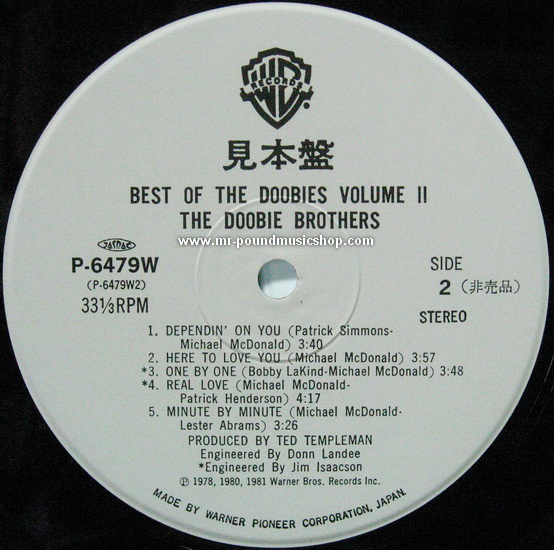 WB
RECORDS
見本盤
BEST OF THE DOOBIES VOLUME II
THE DOOBIE BROTHERS
www.mr-poundmusicshop.com
JASRAC
P-6479W
(P-6479W2)
33⅓RPM
SIDE
2 (非売品)
STEREO
1. DEPENDIN' ON YOU (Patrick Simmons-
Michael McDonald) 3:40
2. HERE TO LOVE YOU (Michael McDonald) 3:57
*3. ONE BY ONE (Bobby LaKind-Michael McDonald) 3:48
*4. REAL LOVE (Michael McDonald-
Patrick Henderson) 4:17
5. MINUTE BY MINUTE (Michael McDonald-
Lester Abrams) 3:26
PRODUCED BY TED TEMPLEMAN
Engineered By Donn Landee
*Engineered By Jim Isaacson
Ⓟ 1978, 1980, 1981 Warner Bros. Records Inc.
MADE BY WARNER PIONEER CORPORATION, JAPAN.